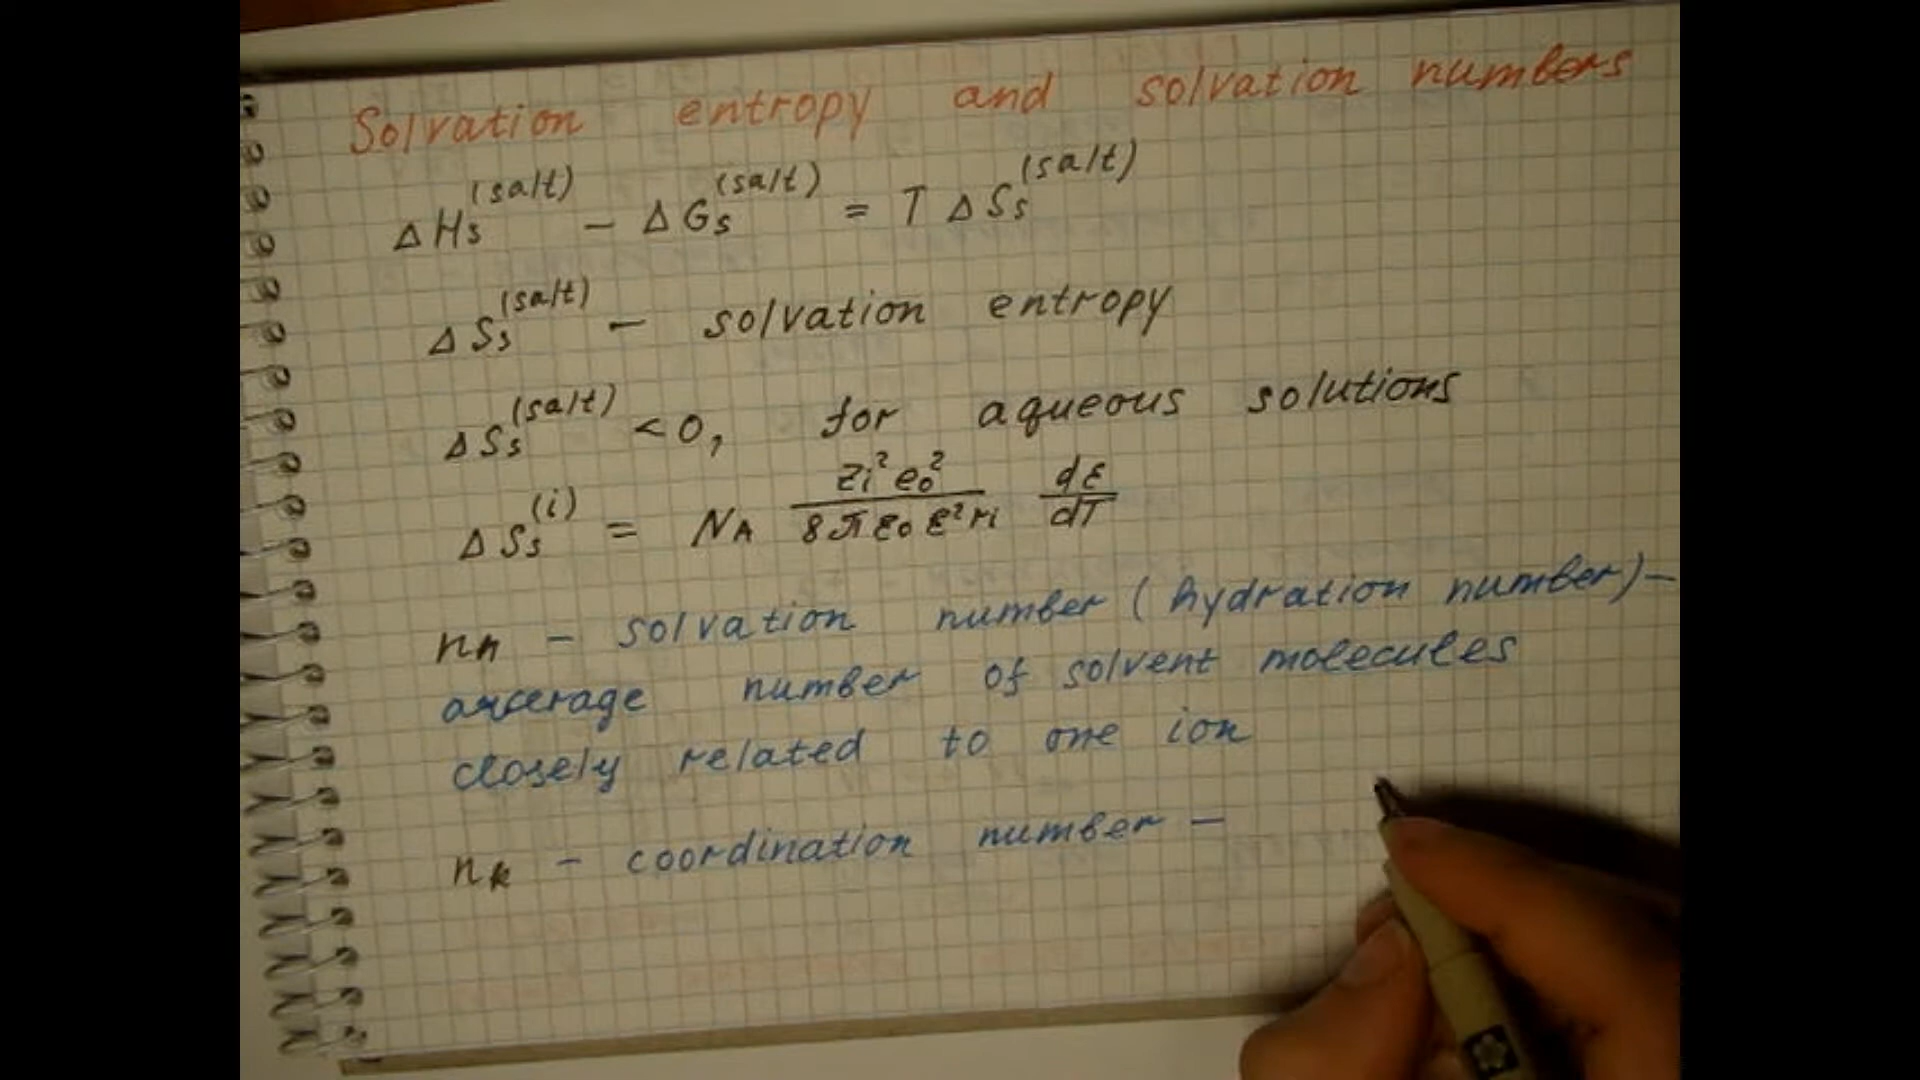 Solvation entropy and solvation numbers
ΔHs^(salt) − ΔGs^(salt) = TΔSs^(salt)
ΔSs^(salt) – solvation entropy
ΔSs^(salt) < 0, for aqueous solutions
ΔSs^(i) = NA zi²e0² / 8πε0ε²ri dε/dT
nh – solvation number (hydration number) –
average number of solvent molecules
closely related to one ion
nk – coordination number –